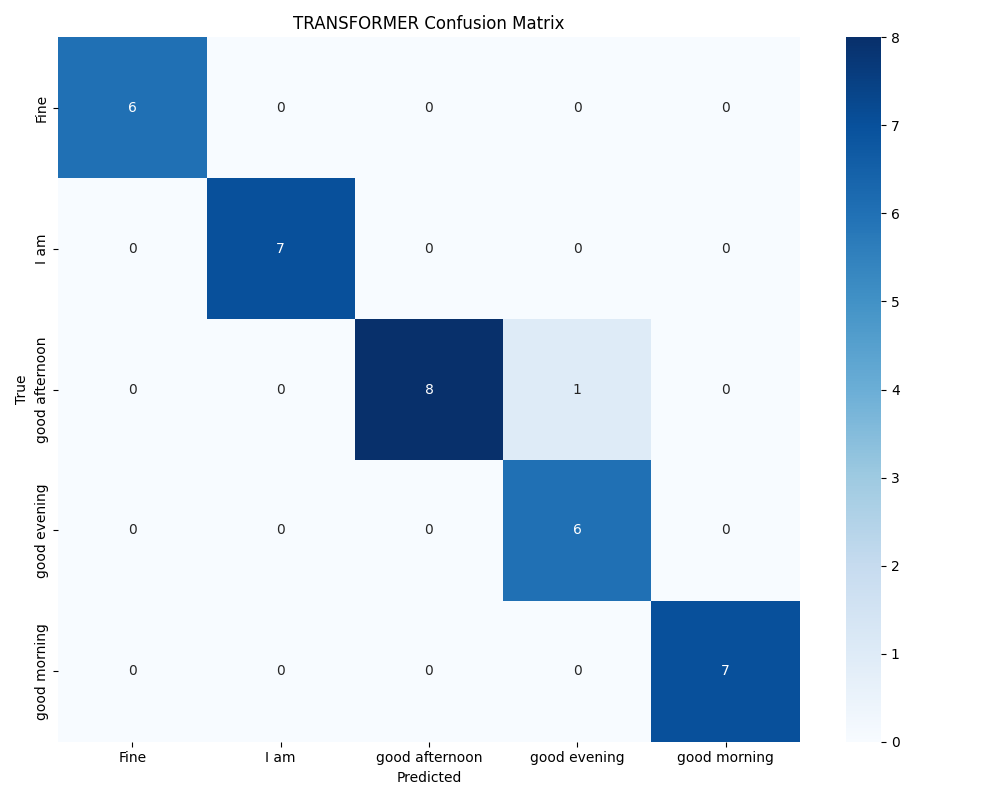 TRANSFORMER Confusion Matrix
Fine 6 0 0 0 0
I am 0 7 0 0 0
good afternoon 0 0 8 1 0
good evening 0 0 0 6 0
good morning 0 0 0 0 7
True
Fine I am good afternoon good evening good morning
Predicted
8
7
6
5
4
3
2
1
0